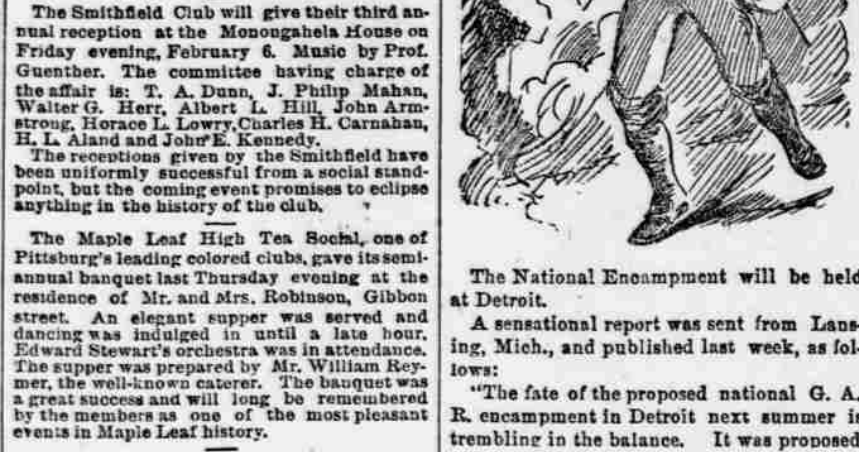 The Smithfield Club will give their third an-
nual reception at the Monongahela House on
Friday evening, February 6. Music by Prof.
Guenther. The committee having charge of
the affair is: T. A. Dunn, J. Philip Mahan,
Walter G. Herr, Albert L. Hill, John Arm-
strong, Horace L. Lowry, Charles H. Carnahan,
H. L. Aland and John E. Kennedy.
The receptions given by the Smithfield have
been uniformly successful from a social stand-
point, but the coming event promises to eclipse
anything in the history of the club.
The Maple Leaf High Tea Social, one of
Pittsburg's leading colored clubs, gave its semi-
annual banquet last Thursday evening at the
residence of Mr. and Mrs. Robinson, Gibbon
street. An elegant supper was served and
dancing was indulged in until a late hour.
Edward Stewart's orchestra was in attendance.
The supper was prepared by Mr. William Rey-
mer, the well-known caterer. The banquet was
a great success and will long be remembered
by the members as one of the most pleasant
events in Maple Leaf history.
The National Encampment will be held
at Detroit.
A sensational report was sent from Lans-
ing, Mich., and published last week, as fol-
lows:
"The fate of the proposed national G. A.
R. encampment in Detroit next summer is
trembling in the balance. It was proposed